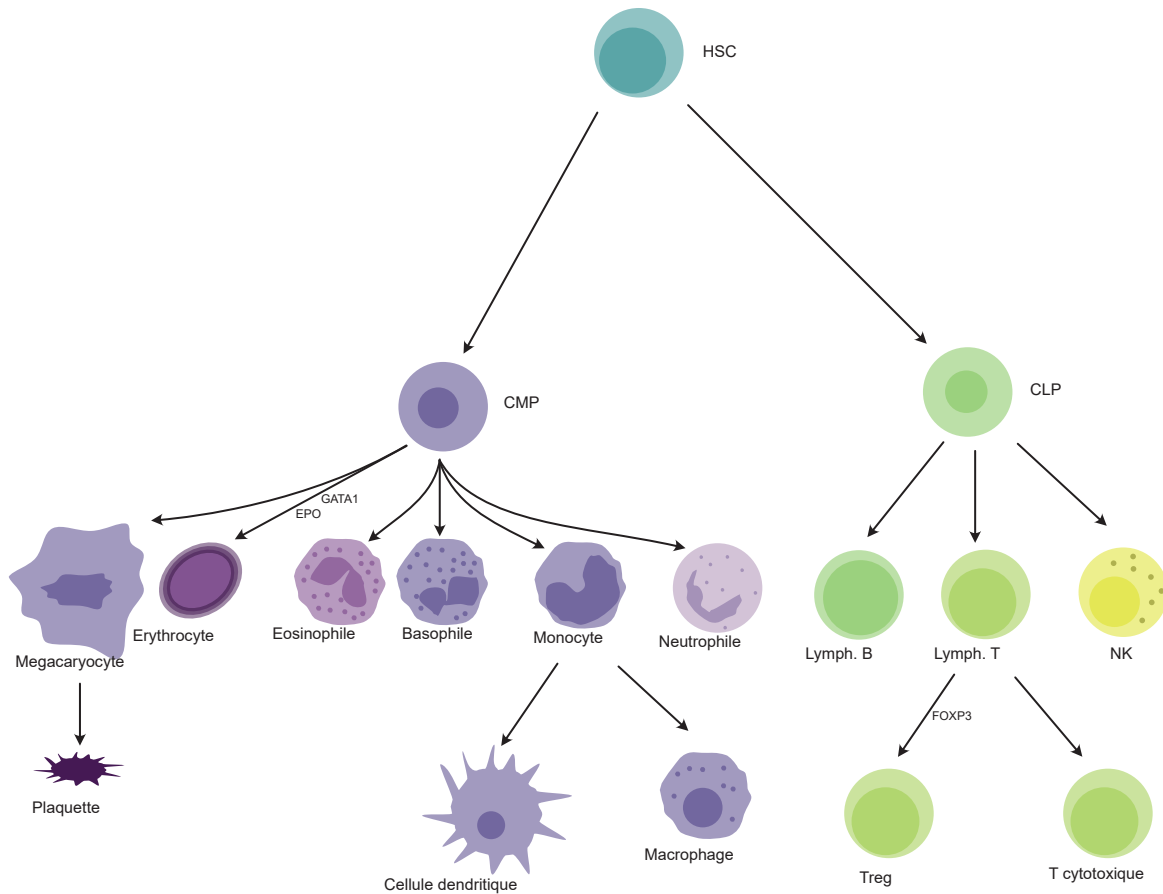 HSC
CMP
CLP
GATA1
EPO
Megacaryocyte
Erythrocyte
Eosinophile
Basophile
Monocyte
Neutrophile
Lymph. B
Lymph. T
NK
FOXP3
Plaquette
Cellule dendritique
Macrophage
Treg
T cytotoxique